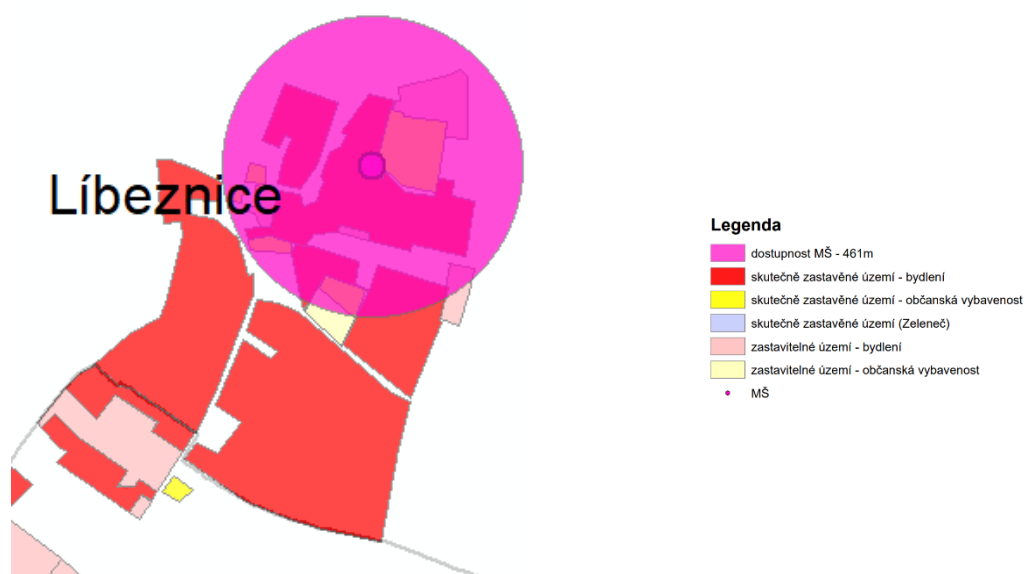 Líbeznice
Legenda
dostupnost MŠ - 461m
skutečně zastavěné území - bydlení
skutečně zastavěné území - občanská vybavenost
skutečně zastavěné území (Zeleneč)
zastavitelné území - bydlení
zastavitelné území - občanská vybavenost
MŠ